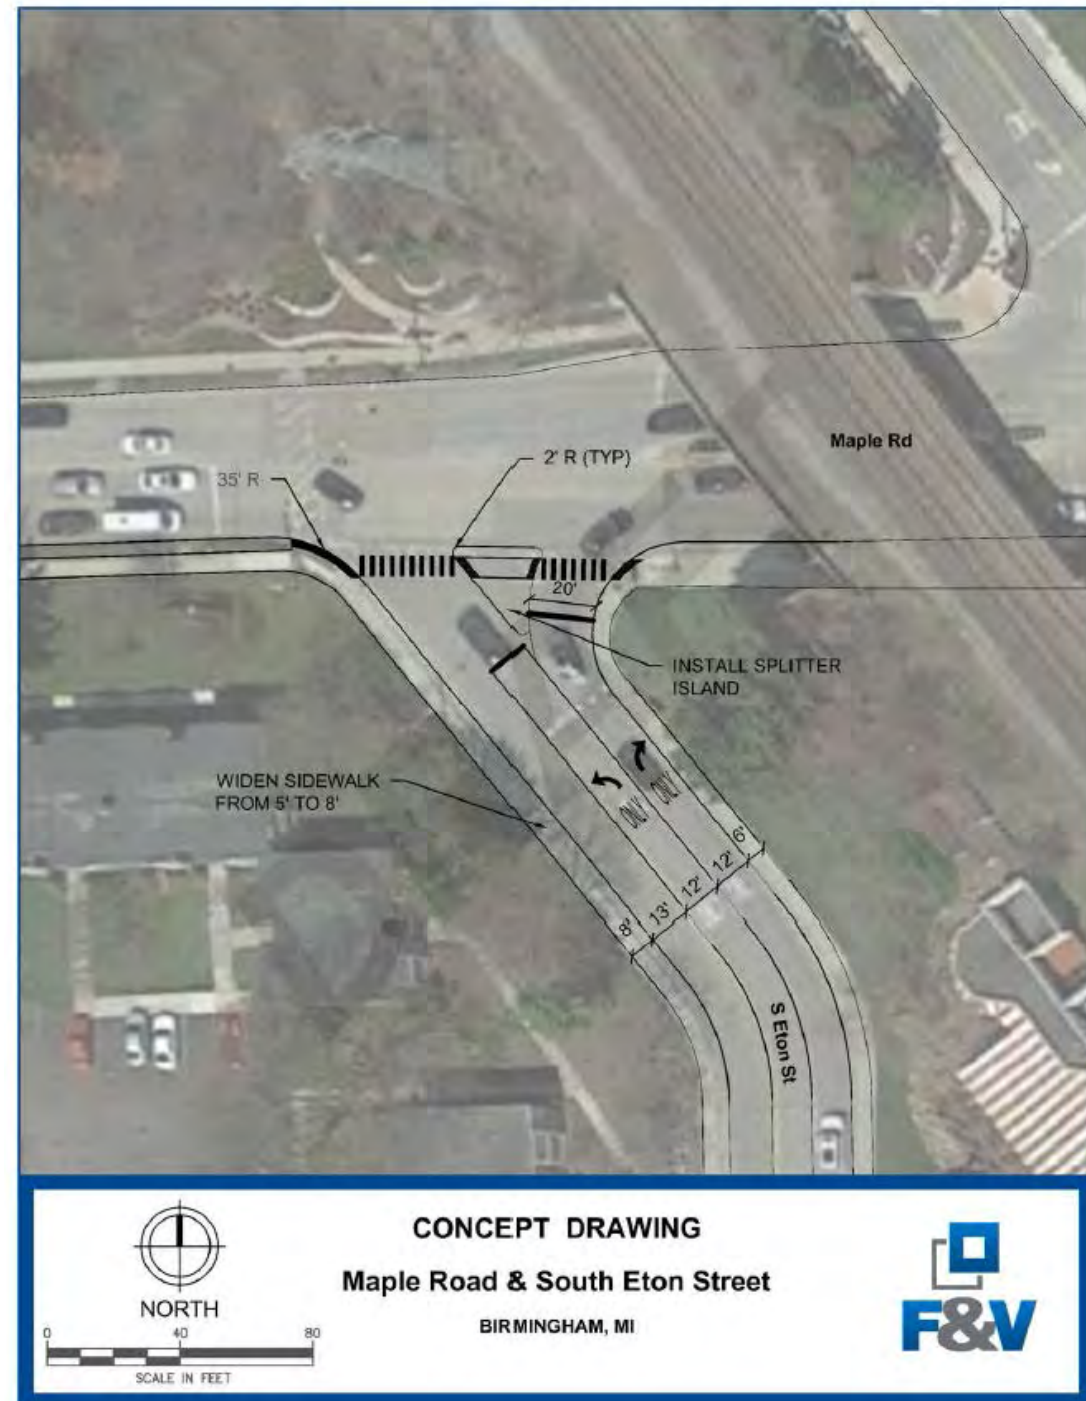 Maple Rd
2' R (TYP)
35' R
20'
INSTALL SPLITTER
ISLAND
WIDEN SIDEWALK
FROM 5' TO 8'
ONLY
ONLY
8'
13'
12'
12'
6'
S Eton St
CONCEPT DRAWING
Maple Road & South Eton Street
BIRMINGHAM, MI
NORTH
0 40 80
SCALE IN FEET
F&V